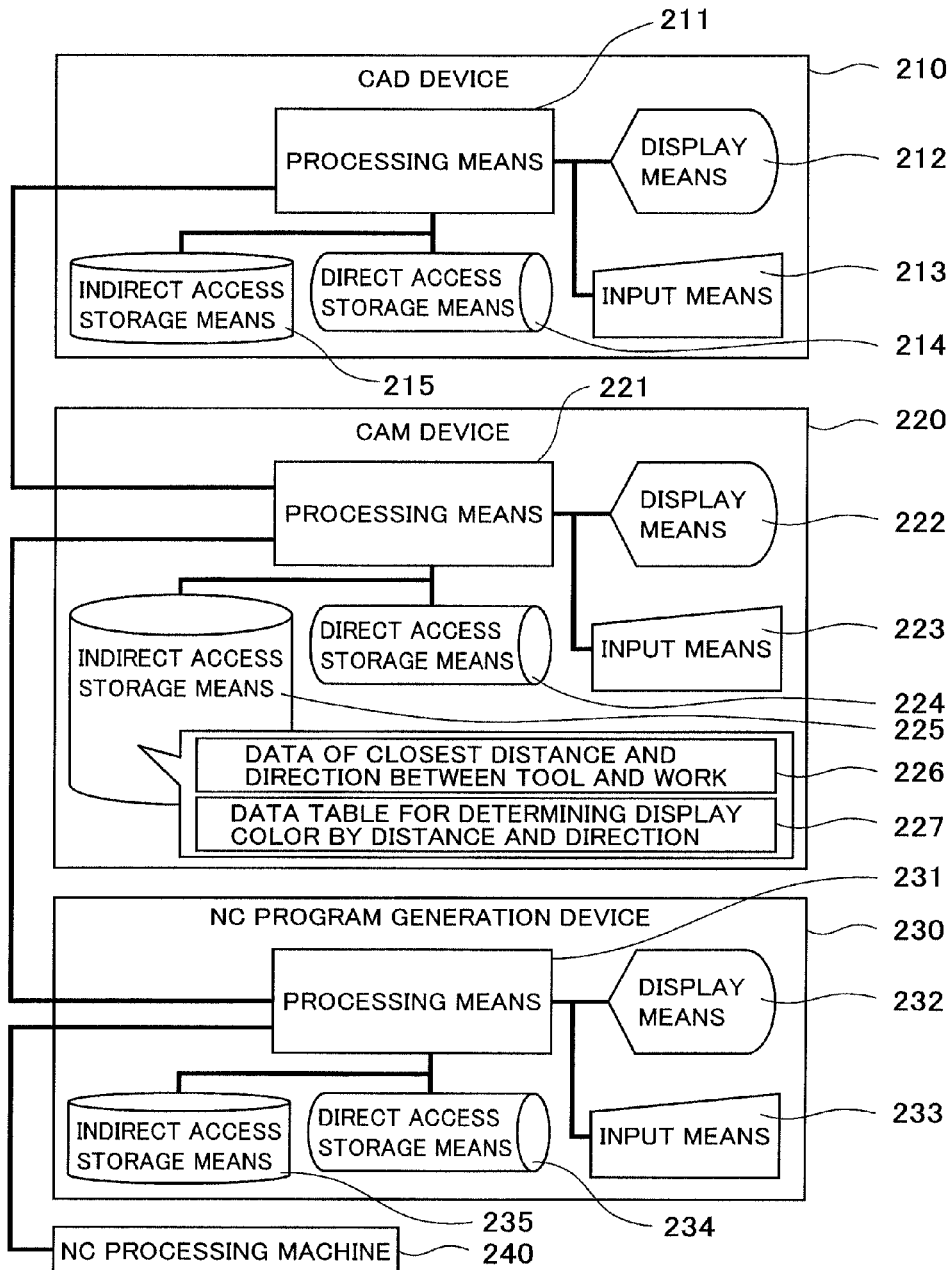 211
CAD DEVICE
210
PROCESSING MEANS
DISPLAY
MEANS
212
INDIRECT ACCESS
STORAGE MEANS
DIRECT ACCESS
STORAGE MEANS
INPUT MEANS
213
214
215
221
CAM DEVICE
220
PROCESSING MEANS
DISPLAY
MEANS
222
INDIRECT ACCESS
STORAGE MEANS
DIRECT ACCESS
STORAGE MEANS
INPUT MEANS
223
224
225
DATA OF CLOSEST DISTANCE AND
DIRECTION BETWEEN TOOL AND WORK
226
DATA TABLE FOR DETERMINING DISPLAY
COLOR BY DISTANCE AND DIRECTION
227
231
NC PROGRAM GENERATION DEVICE
230
PROCESSING MEANS
DISPLAY
MEANS
232
INDIRECT ACCESS
STORAGE MEANS
DIRECT ACCESS
STORAGE MEANS
INPUT MEANS
233
234
235
NC PROCESSING MACHINE
240